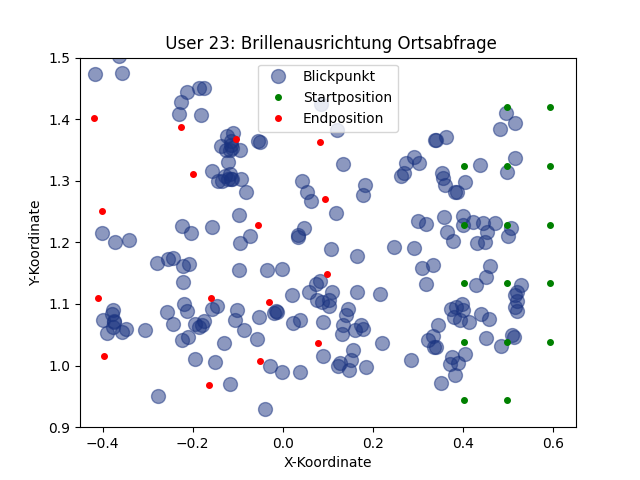 User 23: Brillenausrichtung Ortsabfrage
Blickpunkt
Startposition
Endposition
1.5
1.4
1.3
1.2
1.1
1.0
0.9
Y-Koordinate
−0.4 −0.2 0.0 0.2 0.4 0.6
X-Koordinate